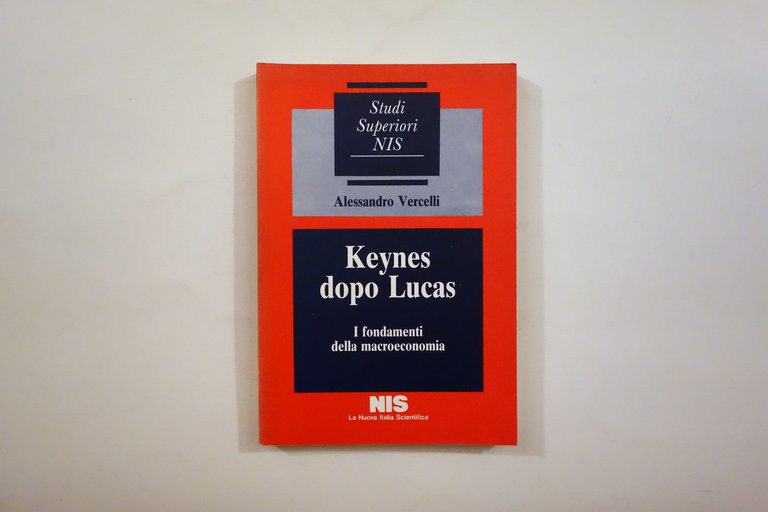 Studi
Superiori
NIS
Alessandro Vercelli
Keynes
dopo Lucas
I fondamenti
della macroeconomia
NIS
La Nuova Italia Scientifica